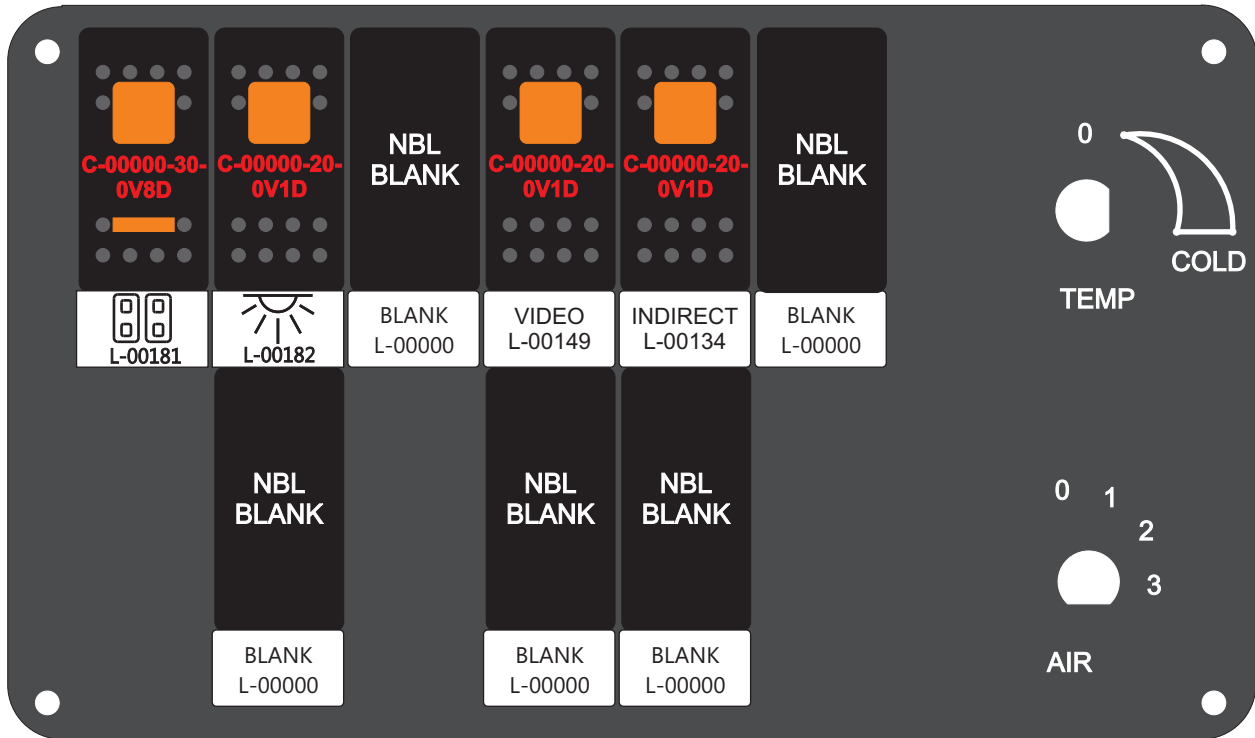 C-00000-30-
0V8D
C-00000-20-
0V1D
NBL
BLANK
C-00000-20-
0V1D
C-00000-20-
0V1D
NBL
BLANK
L-00181
L-00182
BLANK
L-00000
VIDEO
L-00149
INDIRECT
L-00134
BLANK
L-00000
0
COLD
TEMP
NBL
BLANK
NBL
BLANK
NBL
BLANK
BLANK
L-00000
BLANK
L-00000
BLANK
L-00000
0
1
2
3
AIR